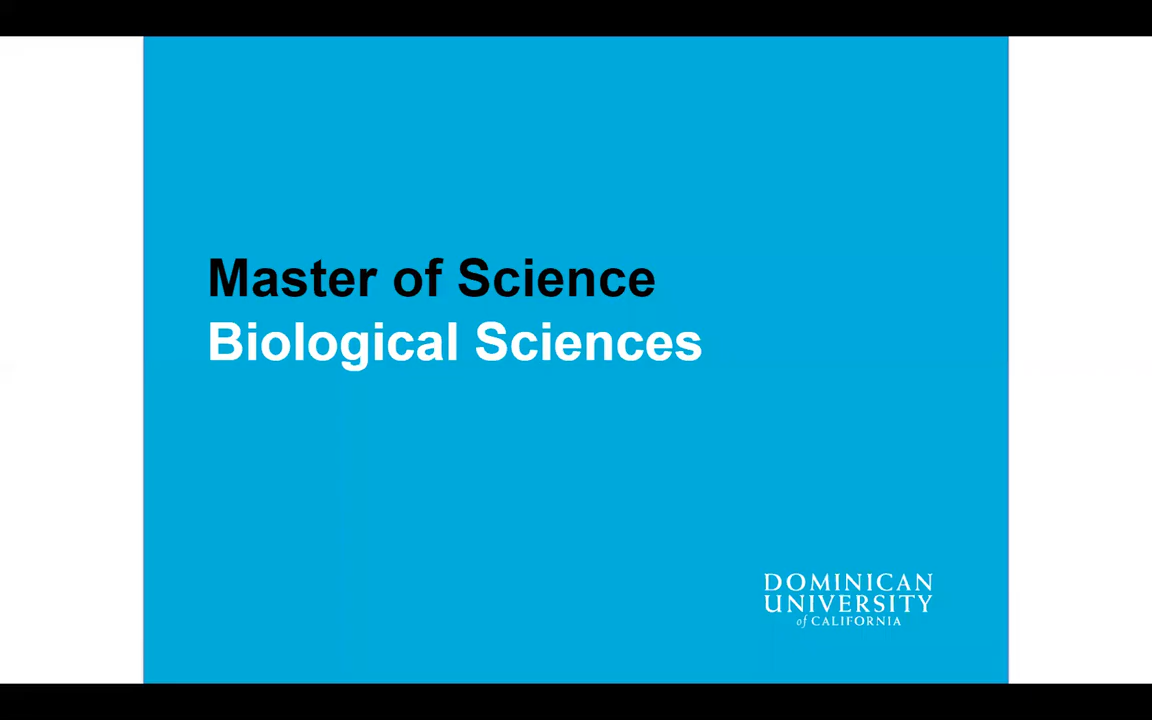 Master of Science
Biological Sciences
DOMINICAN
UNIVERSITY
of CALIFORNIA